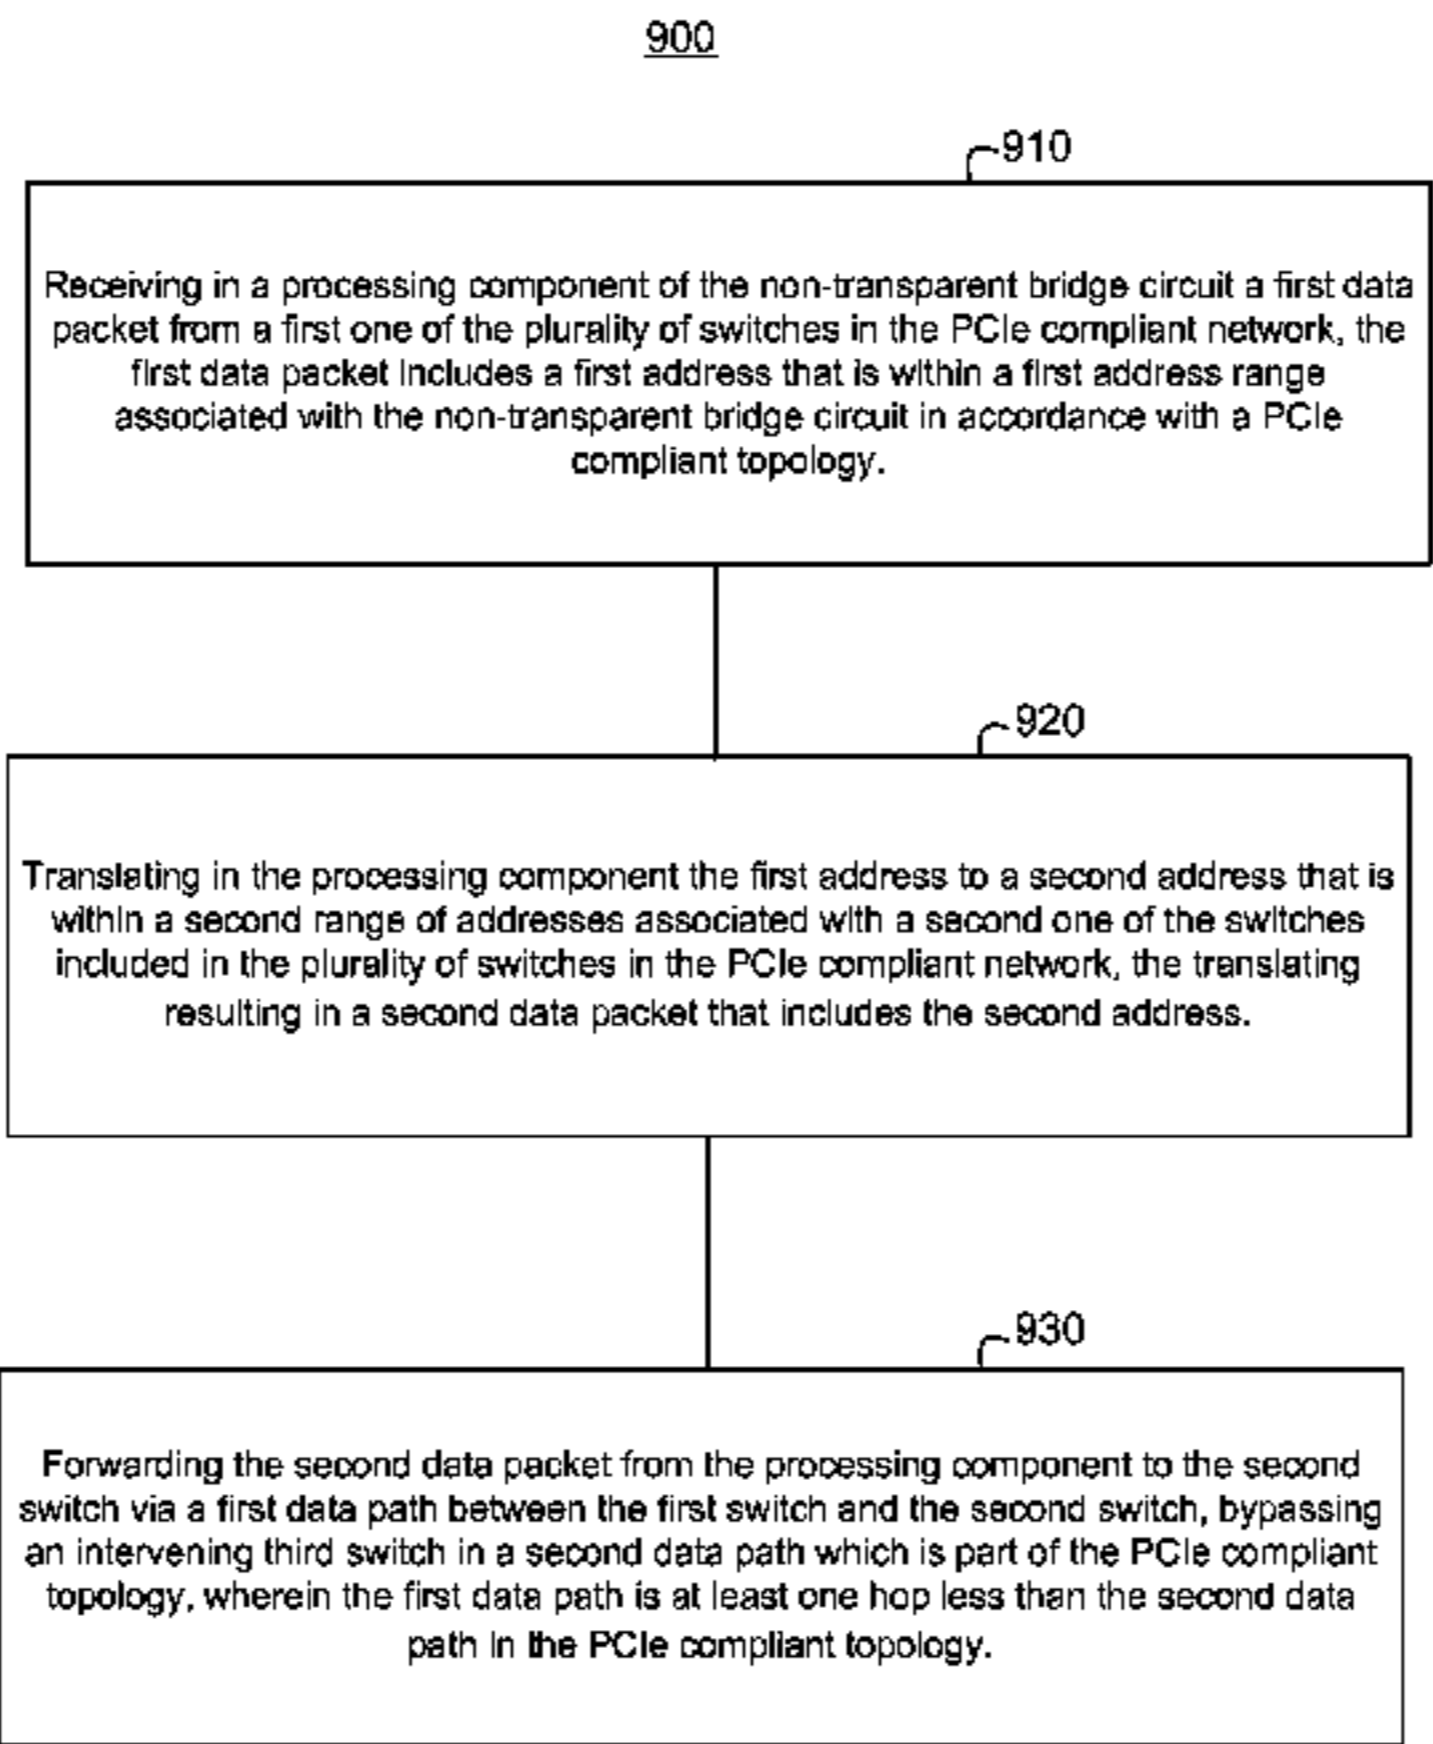 900
910
Receiving in a processing component of the non-transparent bridge circuit a first data
packet from a first one of the plurality of switches in the PCIe compliant network, the
first data packet includes a first address that is within a first address range
associated with the non-transparent bridge circuit in accordance with a PCIe
compliant topology.
920
Translating in the processing component the first address to a second address that is
within a second range of addresses associated with a second one of the switches
included in the plurality of switches in the PCIe compliant network, the translating
resulting in a second data packet that includes the second address.
930
Forwarding the second data packet from the processing component to the second
switch via a first data path between the first switch and the second switch, bypassing
an intervening third switch in a second data path which is part of the PCIe compliant
topology, wherein the first data path is at least one hop less than the second data
path in the PCIe compliant topology.